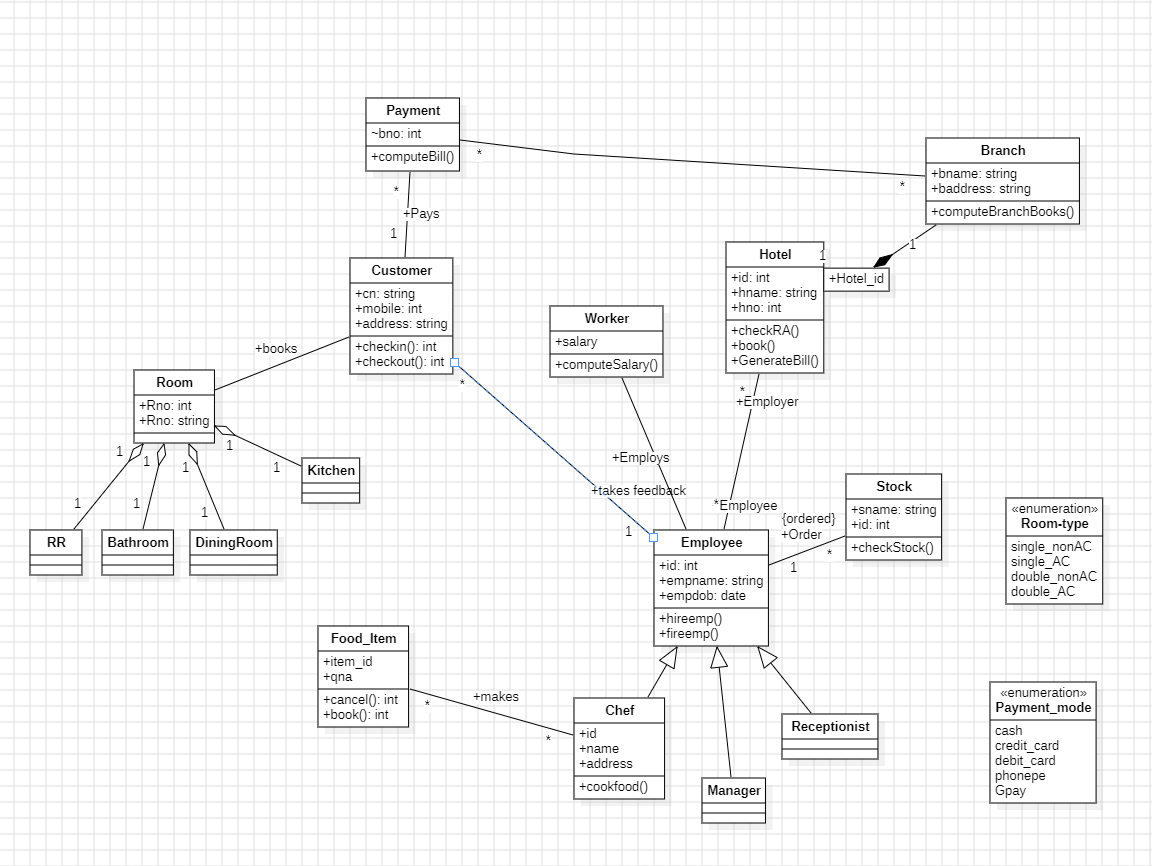 Payment
~bno: int
+computeBill()
*
*
+Pays
1
Branch
+bname: string
+baddress: string
+computeBranchBooks()
*
1
Hotel
1
+Hotel_id
+id: int
+hname: string
+hno: int
+checkRA()
+book()
+GenerateBill()
*
+Employer
Customer
+cn: string
+mobile: int
+address: string
+checkin(): int
+checkout(): int
*
+books
Worker
+salary
+computeSalary()
+Employs
+takes feedback
1
*Employee
Room
+Rno: int
+Rno: string
1
1
1
1
1
1
1
1
Kitchen
RR
Bathroom
DiningRoom
{ordered}
+Order
1
*
Stock
+sname: string
+id: int
+checkStock()
Employee
+id: int
+empname: string
+empdob: date
+hireemp()
+fireemp()
«enumeration»
Room-type
single_nonAC
single_AC
double_nonAC
double_AC
Food_Item
+item_id
+qna
+cancel(): int
+book(): int
*
+makes
*
Chef
+id
+name
+address
+cookfood()
Manager
Receptionist
«enumeration»
Payment_mode
cash
credit_card
debit_card
phonepe
Gpay